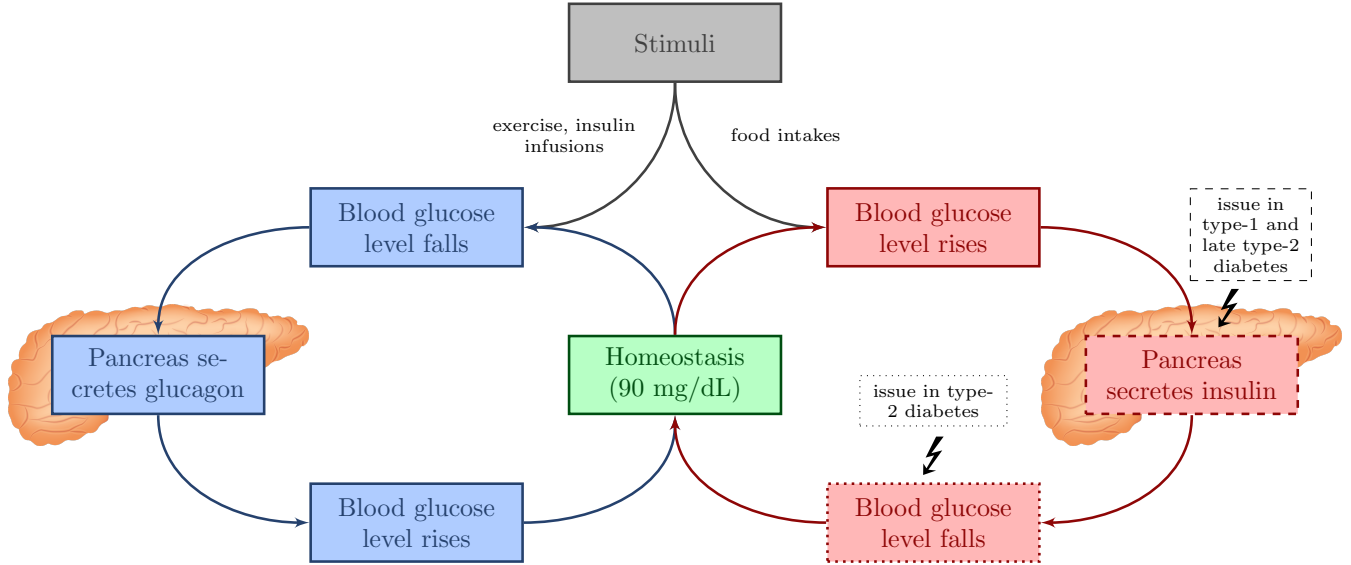 Stimuli
exercise, insulin
infusions
food intakes
Blood glucose
level falls
Blood glucose
level rises
issue in
type-1 and
late type-2
diabetes
Pancreas se-
cretes glucagon
Homeostasis
(90 mg/dL)
issue in type-
2 diabetes
Pancreas
secretes insulin
Blood glucose
level rises
Blood glucose
level falls